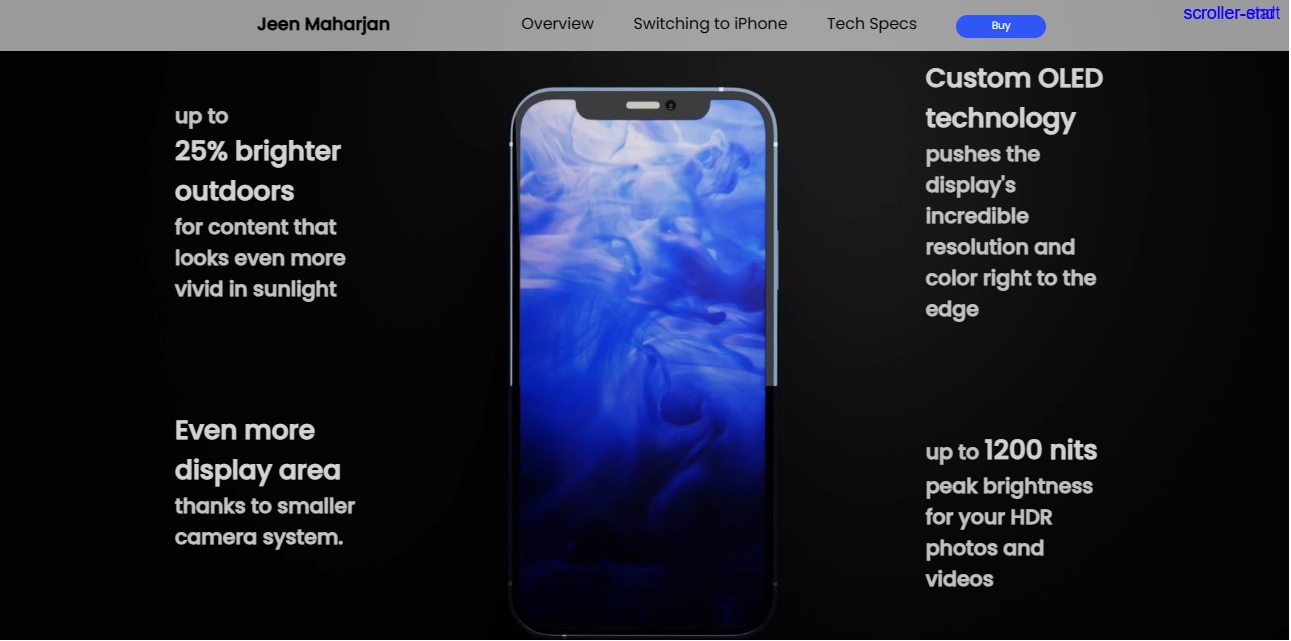 Jeen Maharjan
Overview
Switching to iPhone
Tech Specs
Buy
up to
25% brighter
outdoors
for content that
looks even more
vivid in sunlight
Even more
display area
thanks to smaller
camera system.
Custom OLED
technology
pushes the
display's
incredible
resolution and
color right to the
edge
up to 1200 nits
peak brightness
for your HDR
photos and
videos